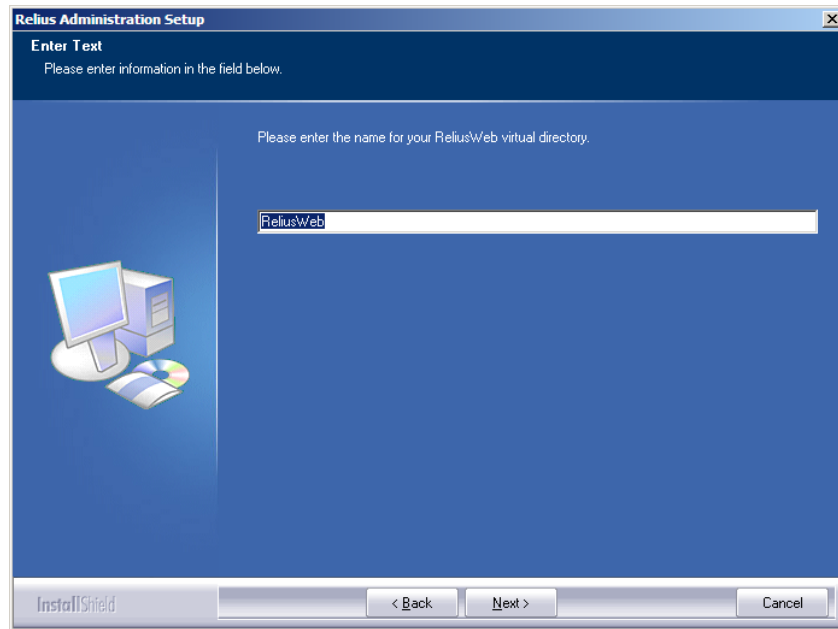 Relius Administration Setup
Enter Text
Please enter information in the field below.
Please enter the name for your ReliusWeb virtual directory.
ReliusWeb
InstallShield
< Back
Next >
Cancel